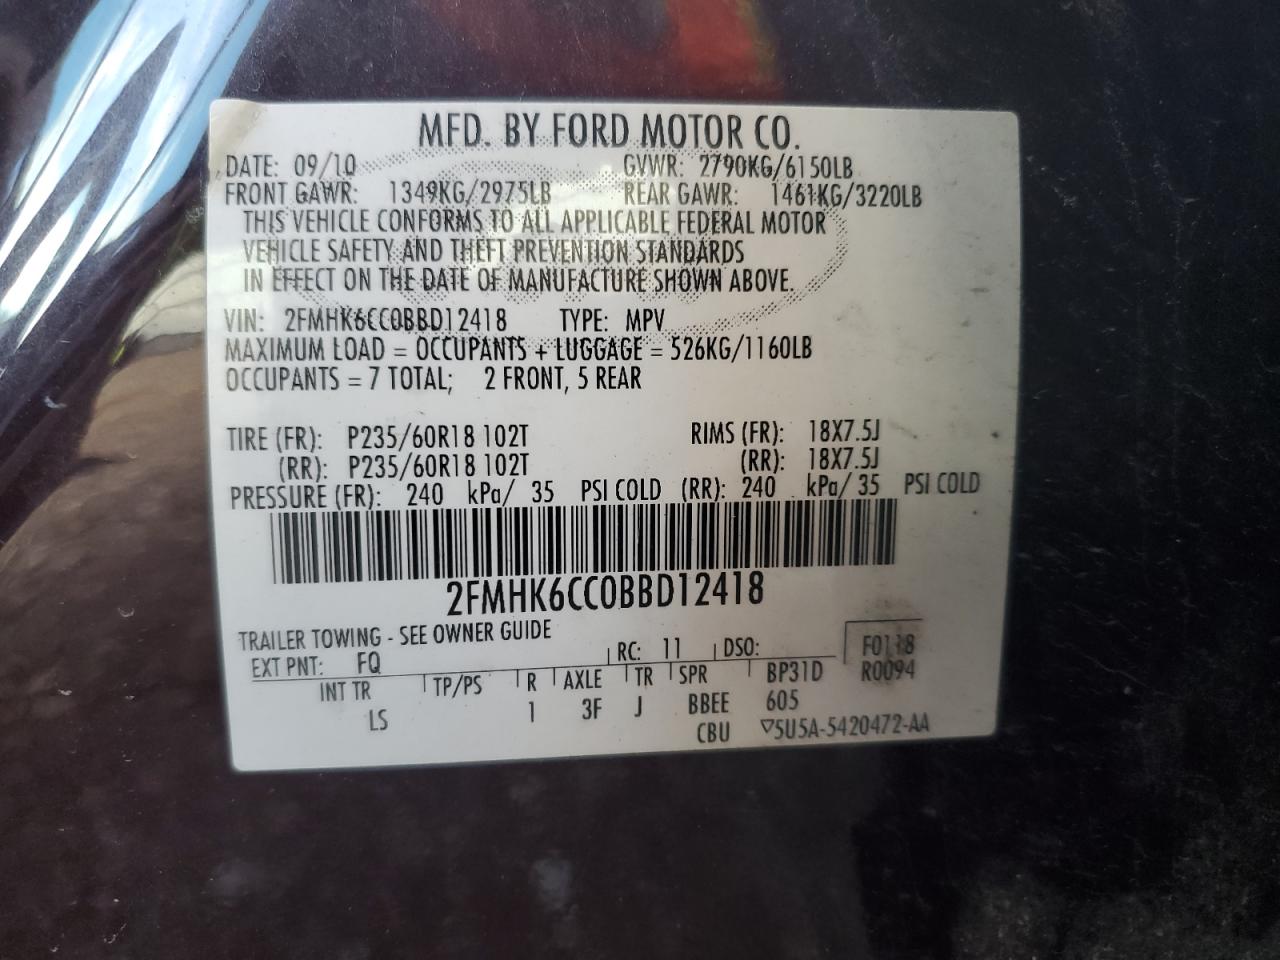 MFD. BY FORD MOTOR CO.
DATE: 09/10 GVWR: 2790KG/6150LB
FRONT GAWR: 1349KG/2975LB REAR GAWR: 1461KG/3220LB
THIS VEHICLE CONFORMS TO ALL APPLICABLE FEDERAL MOTOR
VEHICLE SAFETY AND THEFT PREVENTION STANDARDS
IN EFFECT ON THE DATE OF MANUFACTURE SHOWN ABOVE.
VIN: 2FMHK6CC0BBD12418 TYPE: MPV
MAXIMUM LOAD = OCCUPANTS + LUGGAGE = 526KG/1160LB
OCCUPANTS = 7 TOTAL; 2 FRONT, 5 REAR
TIRE (FR): P235/60R18 102T RIMS (FR): 18X7.5J
(RR): P235/60R18 102T (RR): 18X7.5J
PRESSURE (FR): 240 kPa/ 35 PSI COLD (RR): 240 kPa/ 35 PSI COLD
2FMHK6CC0BBD12418
TRAILER TOWING - SEE OWNER GUIDE
EXT PNT: FQ RC: 11 DSO: F0118
INT TR TP/PS R AXLE TR SPR BP31D R0094
LS 1 3F J BBEE 605
CBU ▽5U5A-5420472-AA